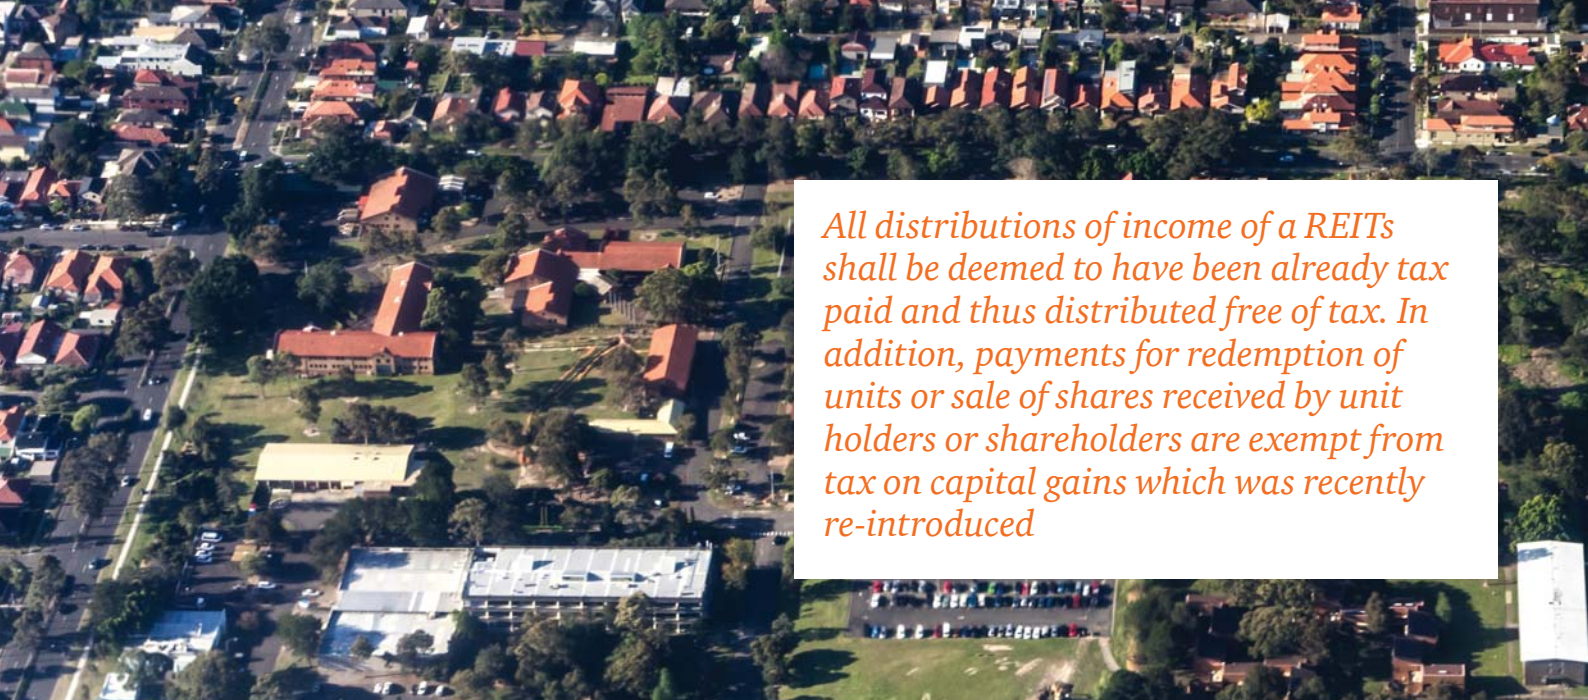 All distributions of income of a REITs
shall be deemed to have been already tax
paid and thus distributed free of tax. In
addition, payments for redemption of
units or sale of shares received by unit
holders or shareholders are exempt from
tax on capital gains which was recently
re-introduced